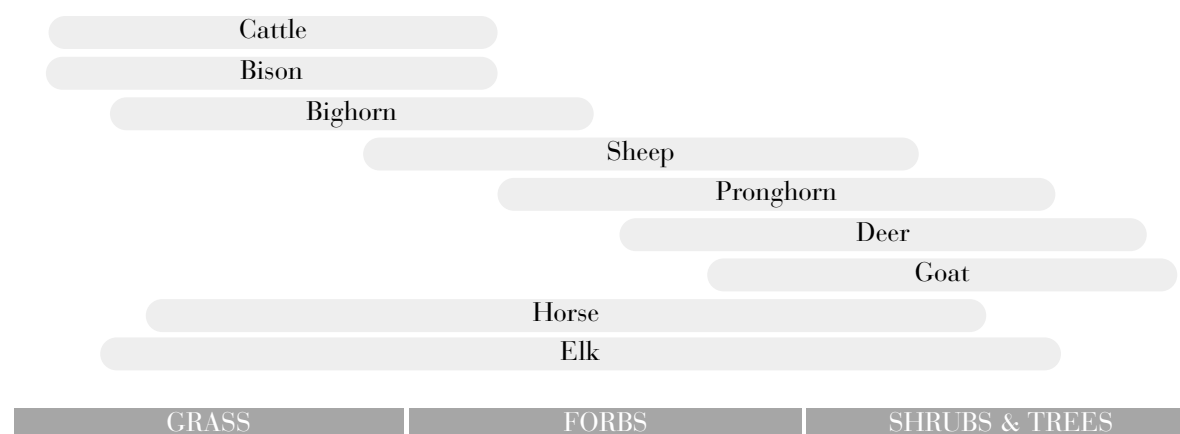 Cattle
Bison
Bighorn
Sheep
Pronghorn
Deer
Goat
Horse
Elk
GRASS FORBS SHRUBS & TREES